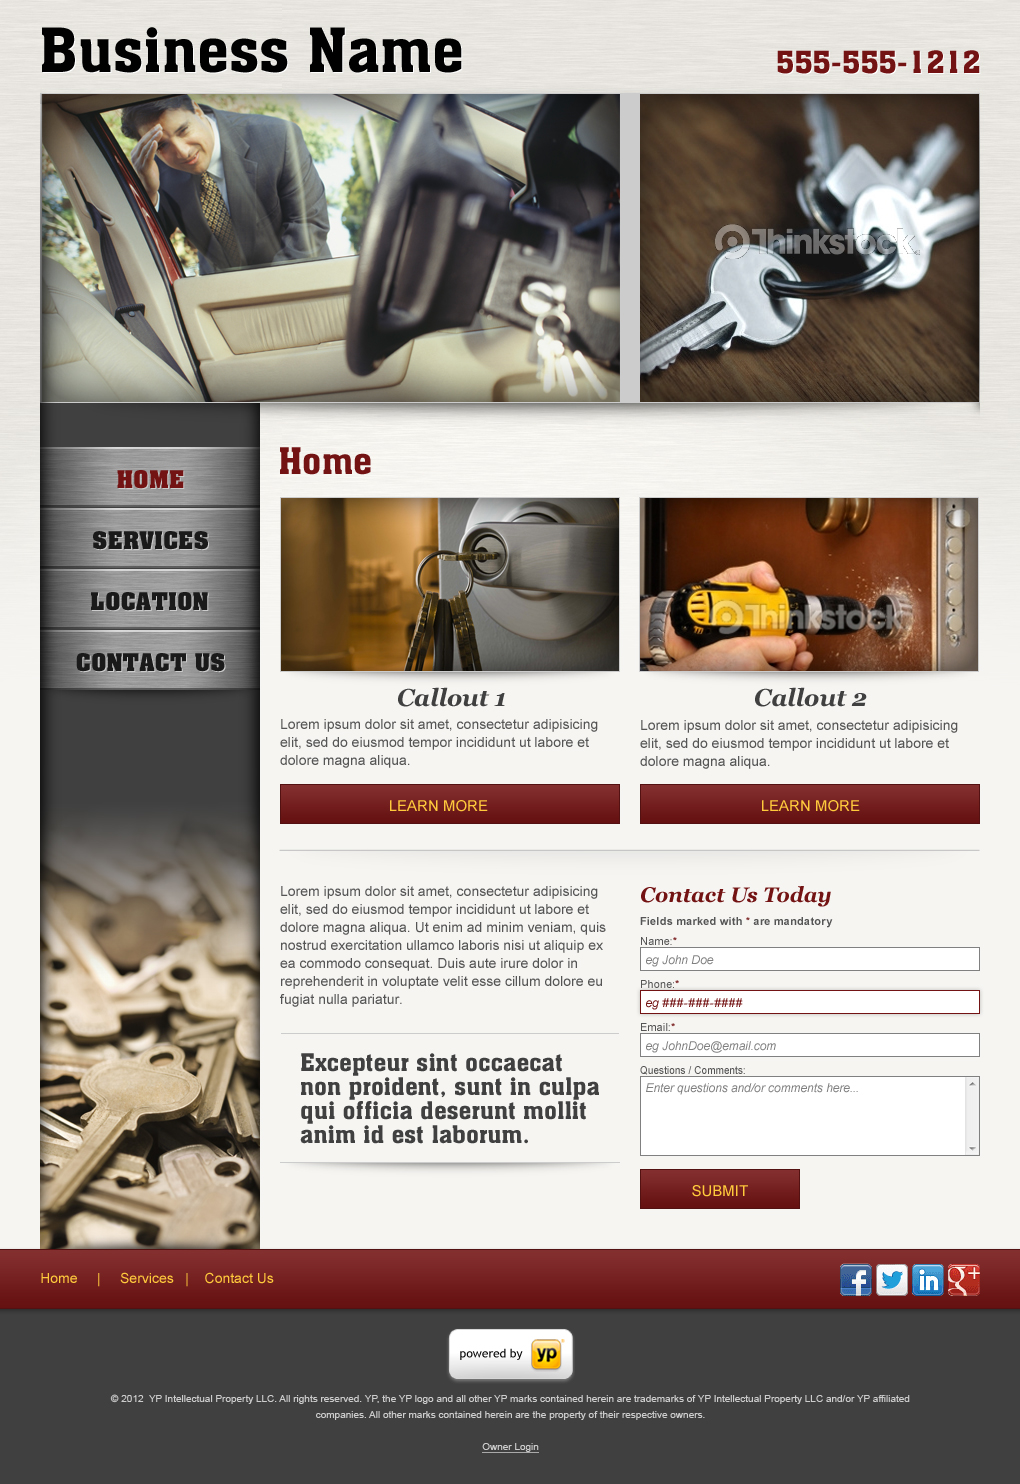 Business Name
555-555-1212
Thinkstock
HOME
SERVICES
LOCATION
CONTACT US
Home
Thinkstock
Callout 1
Lorem ipsum dolor sit amet, consectetur adipisicing
elit, sed do eiusmod tempor incididunt ut labore et
dolore magna aliqua.
LEARN MORE
Callout 2
Lorem ipsum dolor sit amet, consectetur adipisicing
elit, sed do eiusmod tempor incididunt ut labore et
dolore magna aliqua.
LEARN MORE
Lorem ipsum dolor sit amet, consectetur adipisicing
elit, sed do eiusmod tempor incididunt ut labore et
dolore magna aliqua. Ut enim ad minim veniam, quis
nostrud exercitation ullamco laboris nisi ut aliquip ex
ea commodo consequat. Duis aute irure dolor in
reprehenderit in voluptate velit esse cillum dolore eu
fugiat nulla pariatur.
Excepteur sint occaecat
non proident, sunt in culpa
qui officia deserunt mollit
anim id est laborum.
Contact Us Today
Fields marked with * are mandatory
Name:*
eg John Doe
Phone:*
eg ###-###-####
Email:*
eg JohnDoe@email.com
Questions / Comments:
Enter questions and/or comments here...
SUBMIT
Home | Services | Contact Us
f in g+
powered by yp
© 2012 YP Intellectual Property LLC. All rights reserved. YP, the YP logo and all other YP marks contained herein are trademarks of YP Intellectual Property LLC and/or YP affiliated
companies. All other marks contained herein are the property of their respective owners.
Owner Login